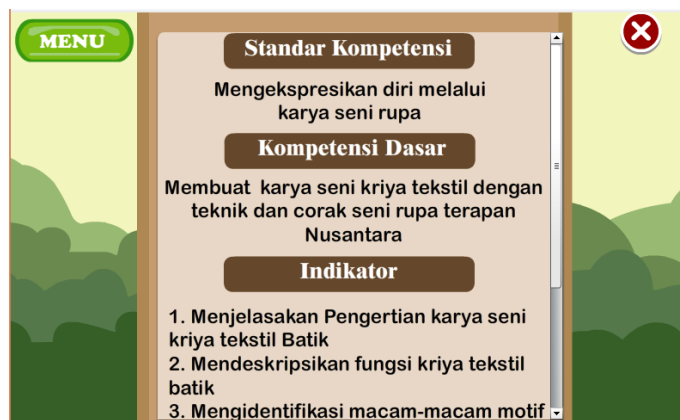 MENU
Standar Kompetensi
Mengekspresikan diri melalui
karya seni rupa
Kompetensi Dasar
Membuat karya seni kriya tekstil dengan
teknik dan corak seni rupa terapan
Nusantara
Indikator
1. Menjelasakan Pengertian karya seni
kriya tekstil Batik
2. Mendeskripsikan fungsi kriya tekstil
batik
3. Mengidentifikasi macam-macam motif